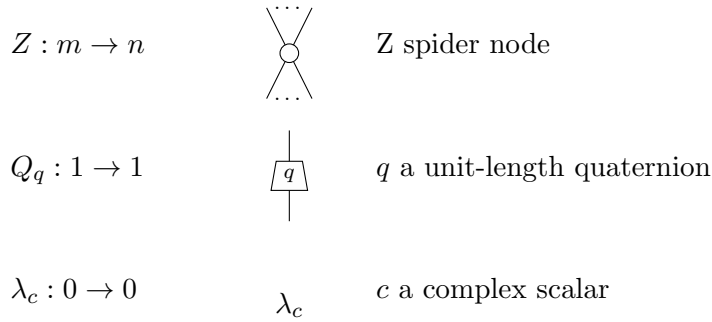 Z : m → n ... ... Z spider node
Q_q : 1 → 1 q q a unit-length quaternion
λ_c : 0 → 0 λ_c c a complex scalar